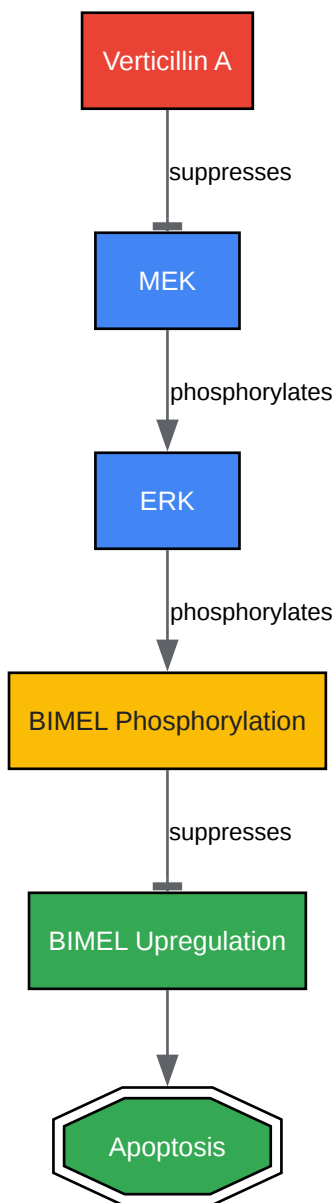 Verticillin A
suppresses
MEK
phosphorylates
ERK
phosphorylates
BIMEL Phosphorylation
suppresses
BIMEL Upregulation
Apoptosis